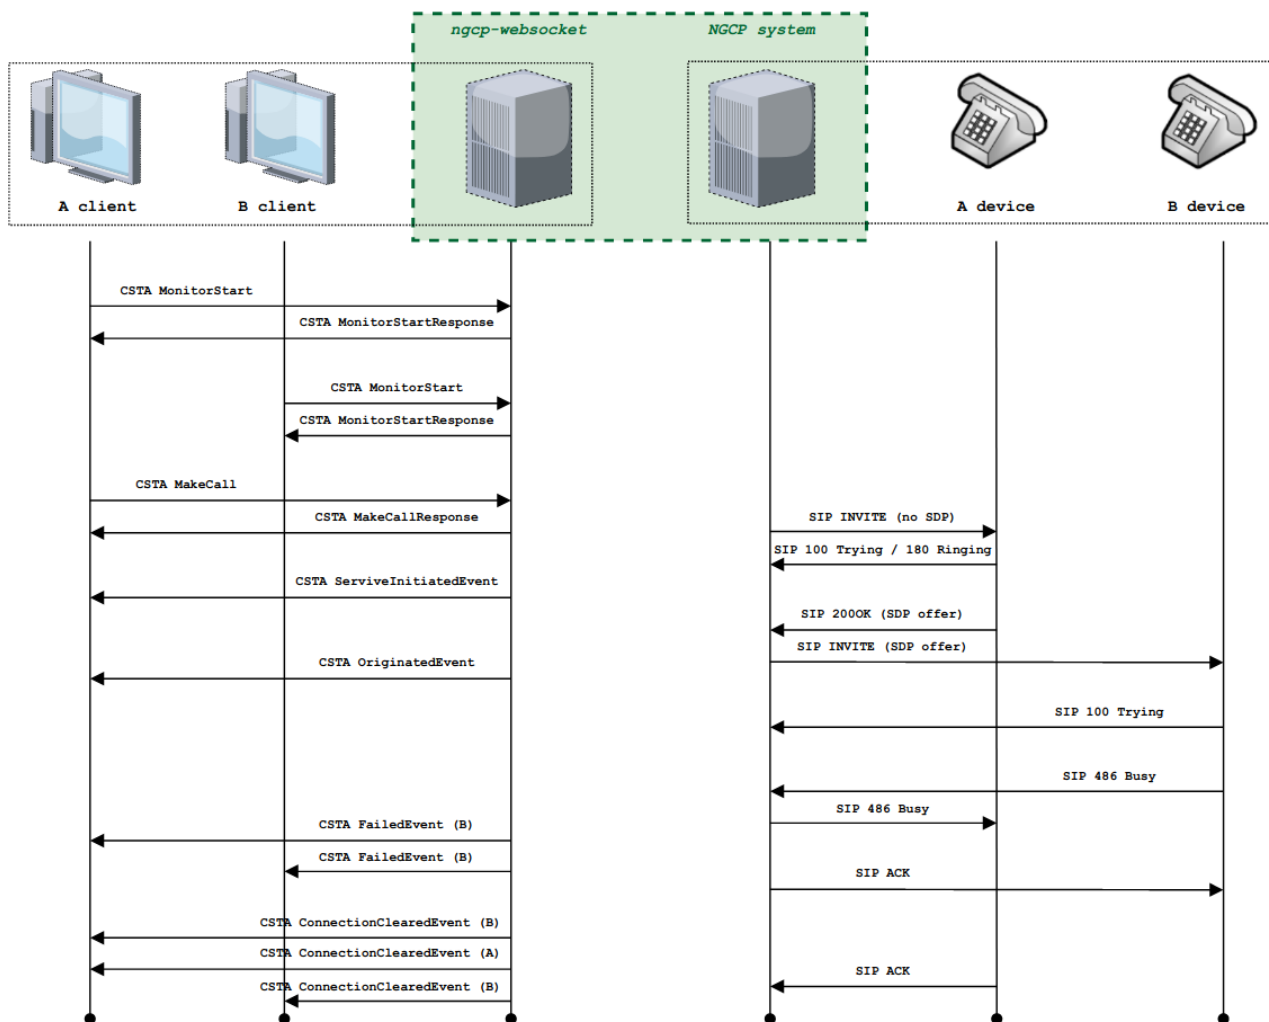 ngcp-websocket
NGCP system
A client
B client
A device
B device
CSTA MonitorStart
CSTA MonitorStartResponse
CSTA MonitorStart
CSTA MonitorStartResponse
CSTA MakeCall
CSTA MakeCallResponse
SIP INVITE (no SDP)
SIP 100 Trying / 180 Ringing
CSTA ServiveInitiatedEvent
SIP 200OK (SDP offer)
SIP INVITE (SDP offer)
CSTA OriginatedEvent
SIP 100 Trying
SIP 486 Busy
SIP 486 Busy
CSTA FailedEvent (B)
CSTA FailedEvent (B)
SIP ACK
CSTA ConnectionClearedEvent (B)
CSTA ConnectionClearedEvent (A)
SIP ACK
CSTA ConnectionClearedEvent (B)